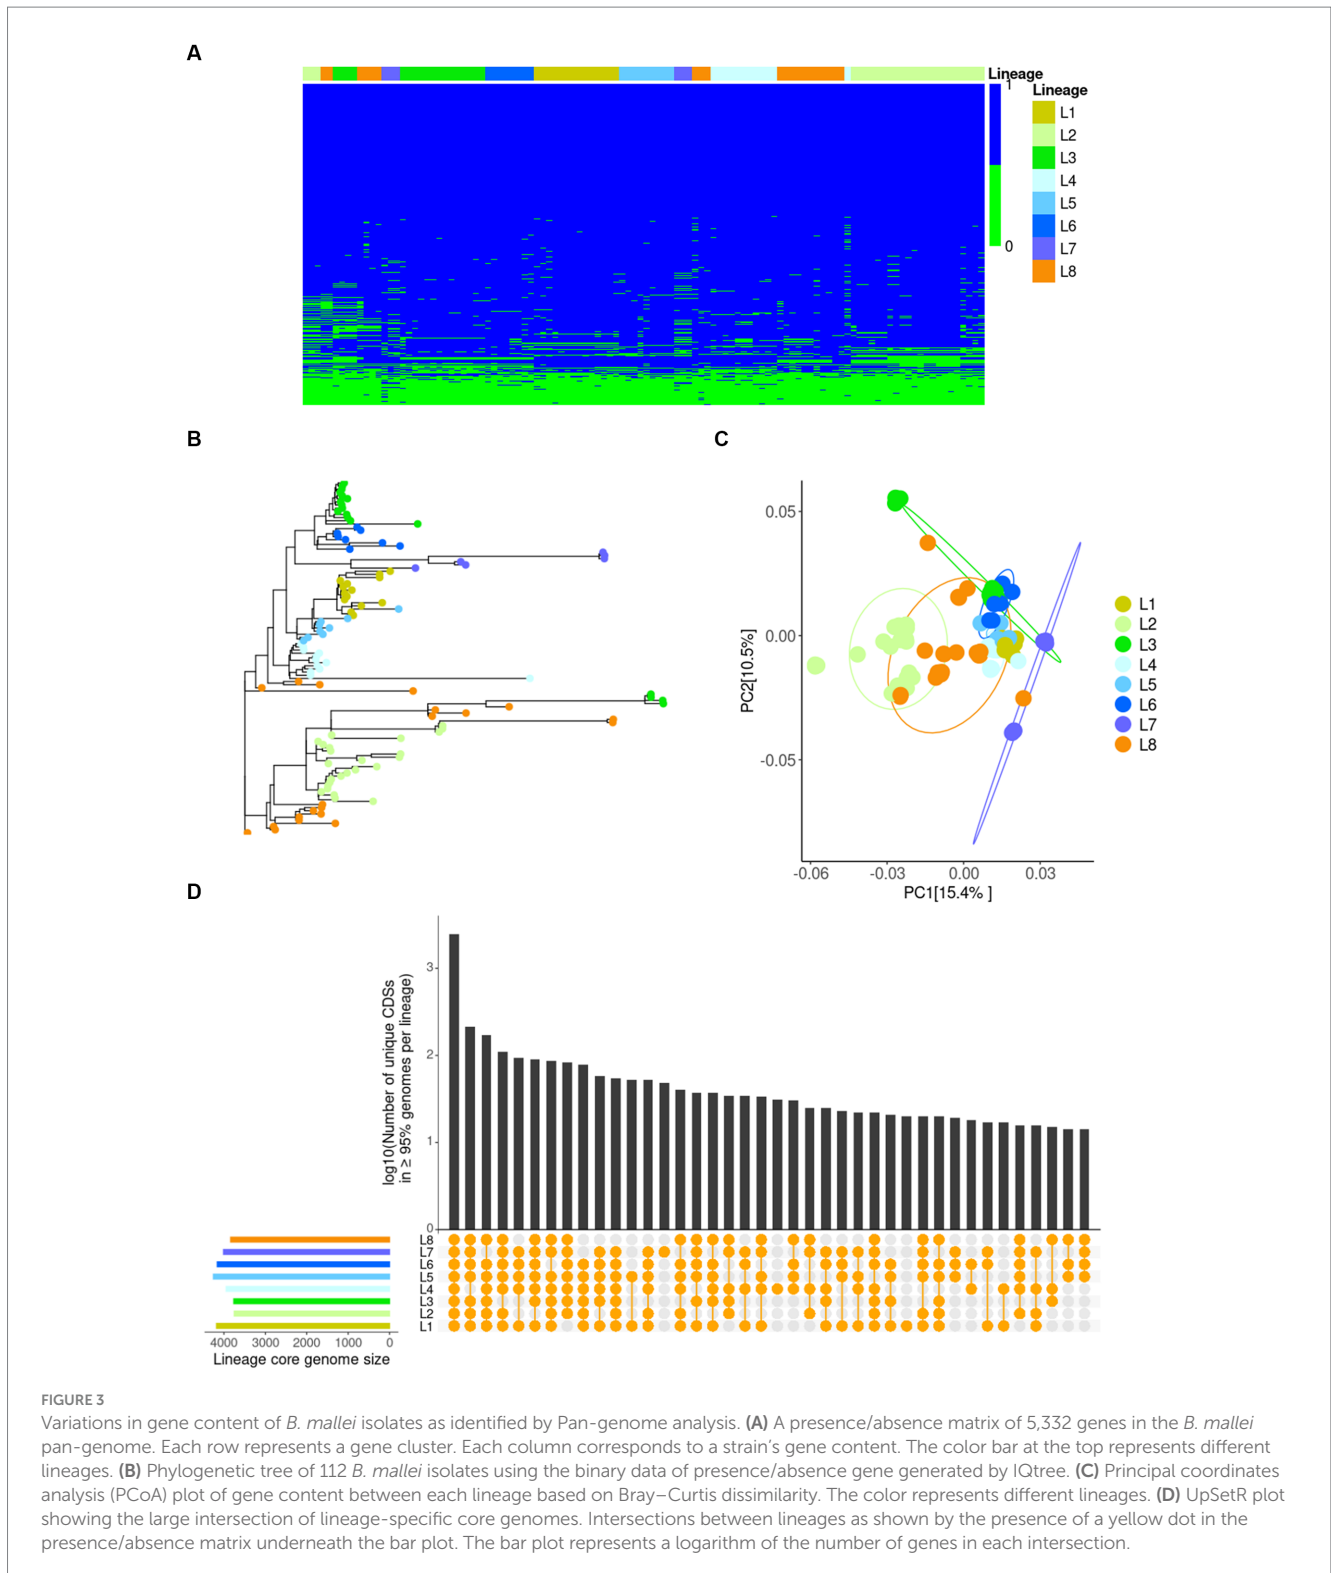 A
Lineage
1
0
Lineage
L1
L2
L3
L4
L5
L6
L7
L8
B
C
PC2[10.5%]
0.05
0.00
-0.05
-0.06
-0.03
0.00
0.03
PC1[15.4% ]
L1
L2
L3
L4
L5
L6
L7
L8
D
log10(Number of unique CDSs
in ≥ 95% genomes per lineage)
3
2
1
0
L8
L7
L6
L5
L4
L3
L2
L1
4000 3000 2000 1000 0
Lineage core genome size
FIGURE 3
Variations in gene content of B. mallei isolates as identified by Pan-genome analysis. (A) A presence/absence matrix of 5,332 genes in the B. mallei
pan-genome. Each row represents a gene cluster. Each column corresponds to a strain's gene content. The color bar at the top represents different
lineages. (B) Phylogenetic tree of 112 B. mallei isolates using the binary data of presence/absence gene generated by IQtree. (C) Principal coordinates
analysis (PCoA) plot of gene content between each lineage based on Bray–Curtis dissimilarity. The color represents different lineages. (D) UpSetR plot
showing the large intersection of lineage-specific core genomes. Intersections between lineages as shown by the presence of a yellow dot in the
presence/absence matrix underneath the bar plot. The bar plot represents a logarithm of the number of genes in each intersection.